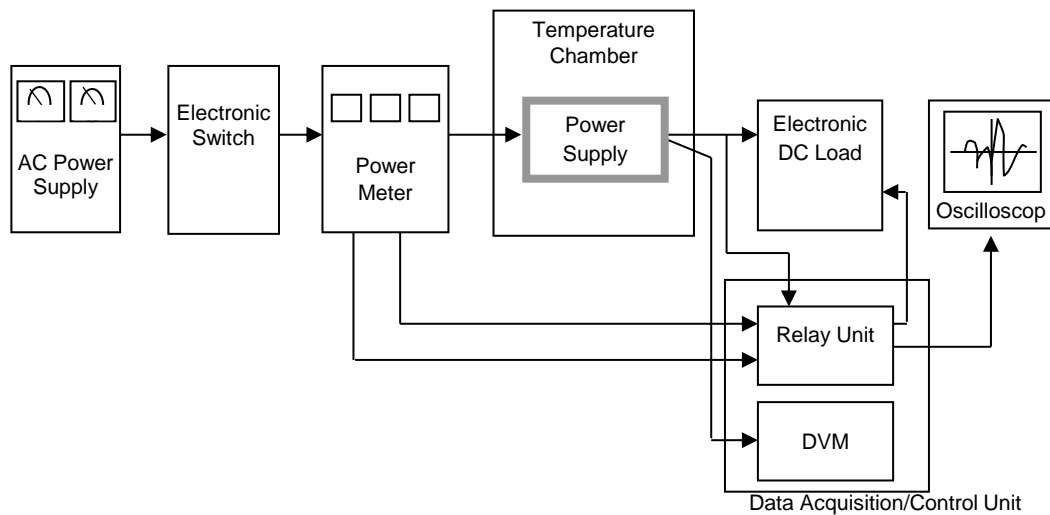 Temperature
Chamber
AC Power
Supply
Electronic
Switch
Power
Meter
Power
Supply
Electronic
DC Load
Oscilloscop
Relay Unit
DVM
Data Acquisition/Control Unit